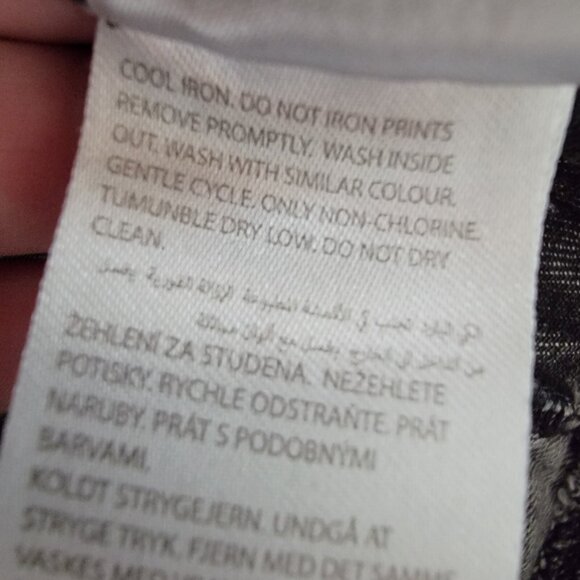 COOL IRON. DO NOT IRON PRINTS
REMOVE PROMPTLY. WASH INSIDE
OUT. WASH WITH SIMILAR COLOUR.
GENTLE CYCLE. ONLY NON-CHLORINE.
TUMUNBLE DRY LOW. DO NOT DRY
CLEAN.
ŽEHLENÍ ZA STUDENA. NEŽEHLETE
POTISKY. RYCHLE ODSTRAŇTE. PRÁT
NARUBY. PRÁT S PODOBNÝMI
BARVAMI.
KOLDT STRYGEJERN. UNDGÅ AT
STRYGE TRYK. FJERN MED DET SAMME
VASKES MED